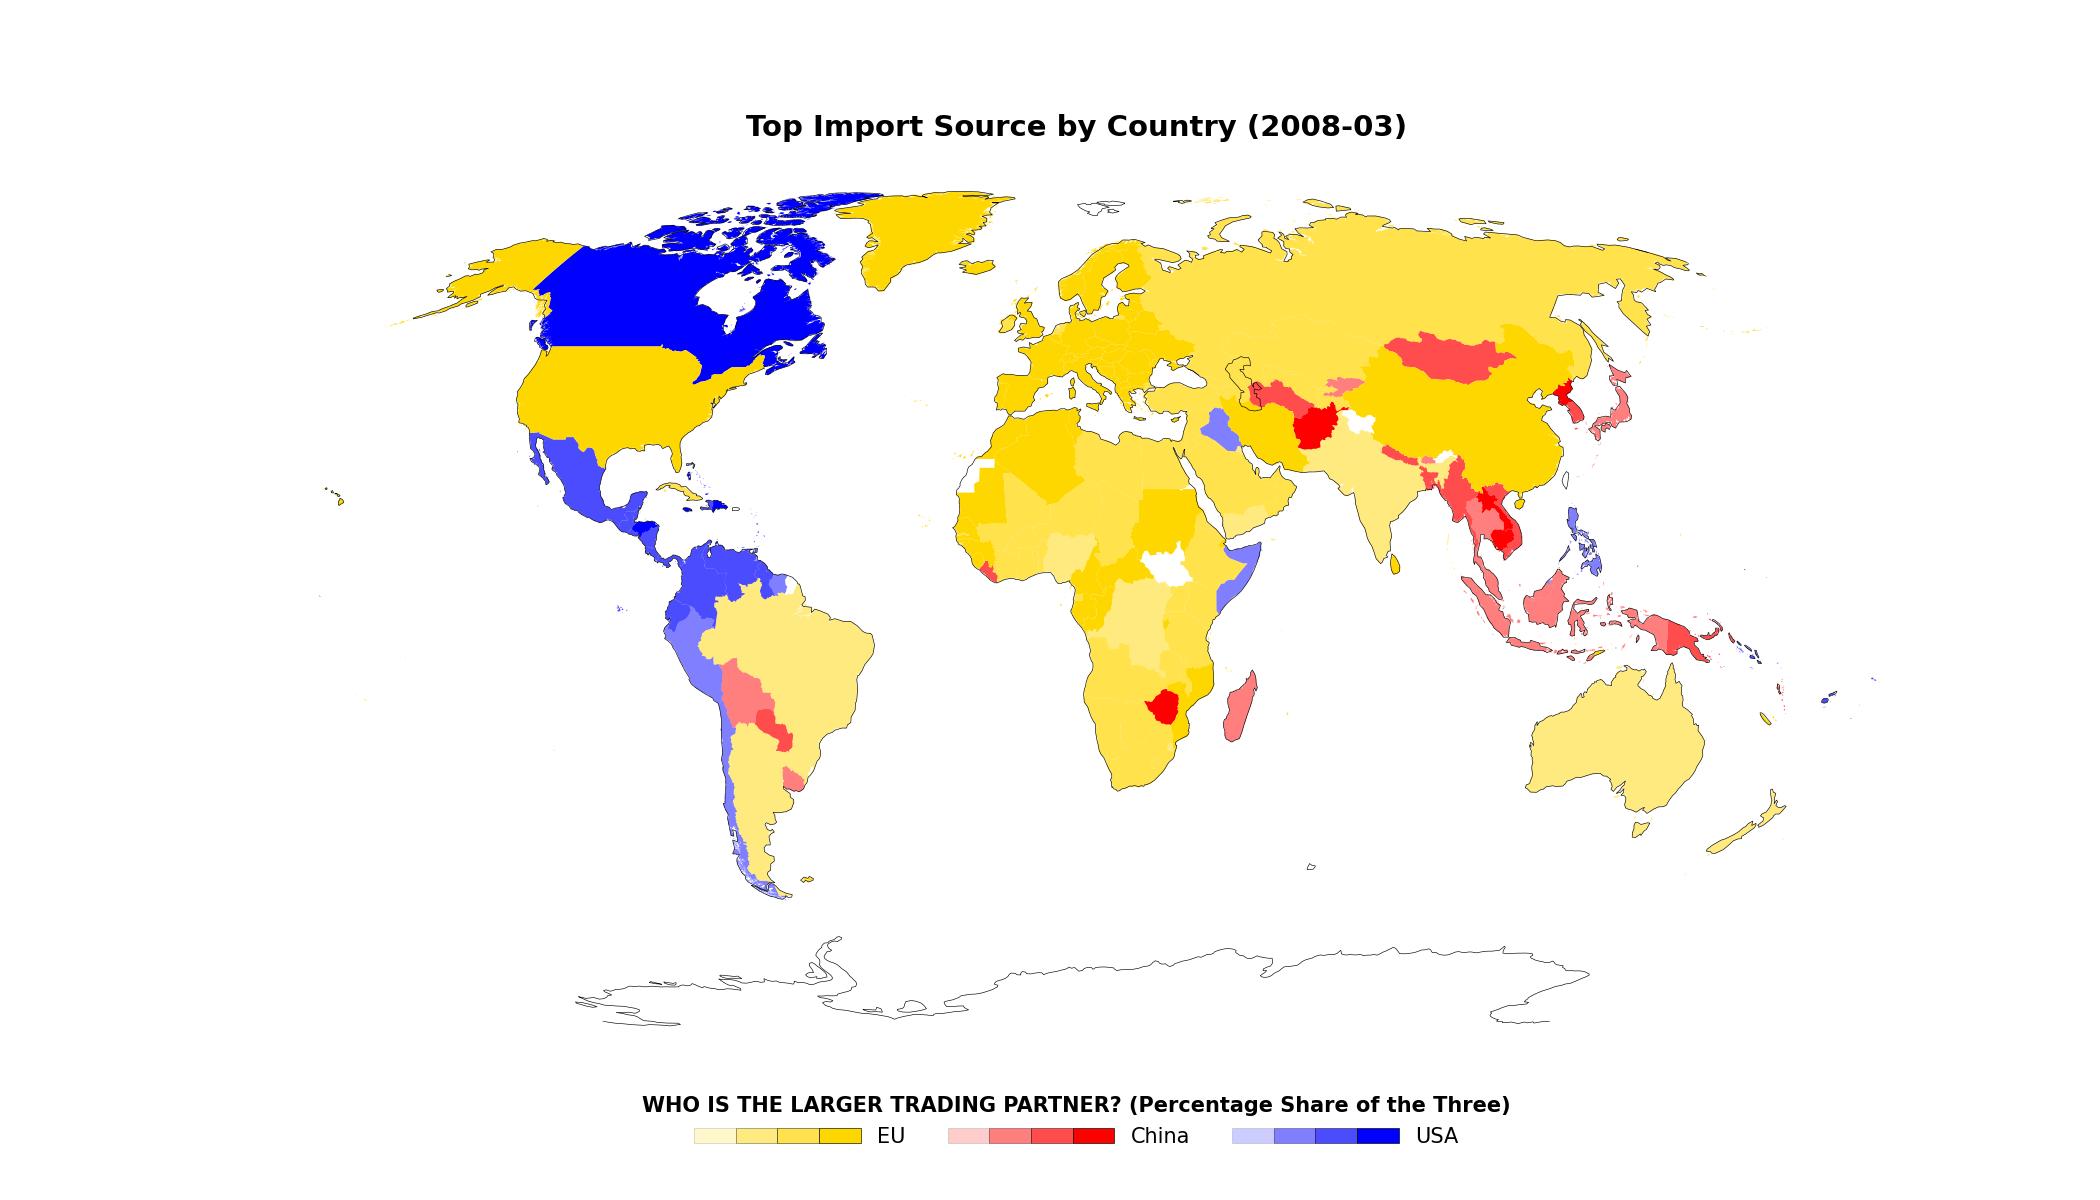 Top Import Source by Country (2008-03)
WHO IS THE LARGER TRADING PARTNER? (Percentage Share of the Three)
EU China USA